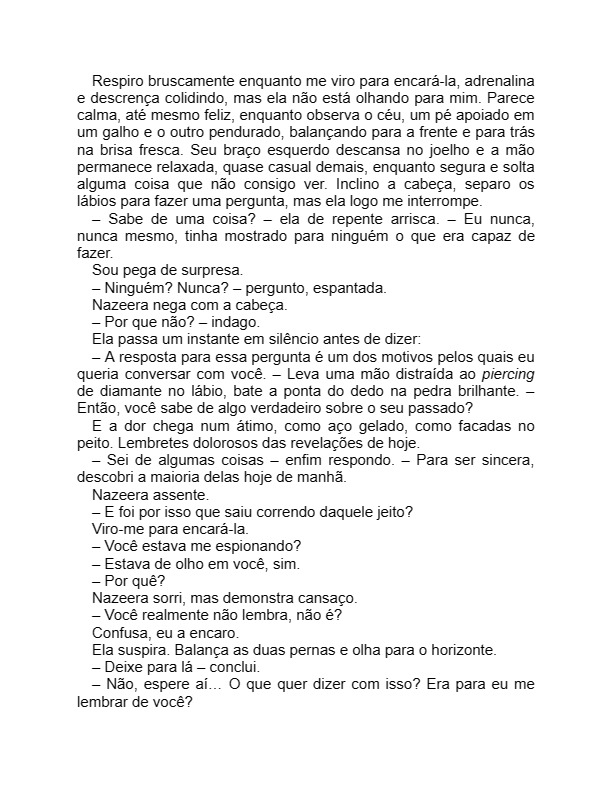 Respiro bruscamente enquanto me viro para encará-la, adrenalina
e descrença colidindo, mas ela não está olhando para mim. Parece
calma, até mesmo feliz, enquanto observa o céu, um pé apoiado em
um galho e o outro pendurado, balançando para a frente e para trás
na brisa fresca. Seu braço esquerdo descansa no joelho e a mão
permanece relaxada, quase casual demais, enquanto segura e solta
alguma coisa que não consigo ver. Inclino a cabeça, separo os
lábios para fazer uma pergunta, mas ela logo me interrompe.
– Sabe de uma coisa? – ela de repente arrisca. – Eu nunca,
nunca mesmo, tinha mostrado para ninguém o que era capaz de
fazer.
Sou pega de surpresa.
– Ninguém? Nunca? – pergunto, espantada.
Nazeera nega com a cabeça.
– Por que não? – indago.
Ela passa um instante em silêncio antes de dizer:
– A resposta para essa pergunta é um dos motivos pelos quais eu
queria conversar com você. – Leva uma mão distraída ao piercing
de diamante no lábio, bate a ponta do dedo na pedra brilhante. –
Então, você sabe de algo verdadeiro sobre o seu passado?
E a dor chega num átimo, como aço gelado, como facadas no
peito. Lembretes dolorosos das revelações de hoje.
– Sei de algumas coisas – enfim respondo. – Para ser sincera,
descobri a maioria delas hoje de manhã.
Nazeera assente.
– E foi por isso que saiu correndo daquele jeito?
Viro-me para encará-la.
– Você estava me espionando?
– Estava de olho em você, sim.
– Por quê?
Nazeera sorri, mas demonstra cansaço.
– Você realmente não lembra, não é?
Confusa, eu a encaro.
Ela suspira. Balança as duas pernas e olha para o horizonte.
– Deixe para lá – conclui.
– Não, espere aí… O que quer dizer com isso? Era para eu me
lembrar de você?